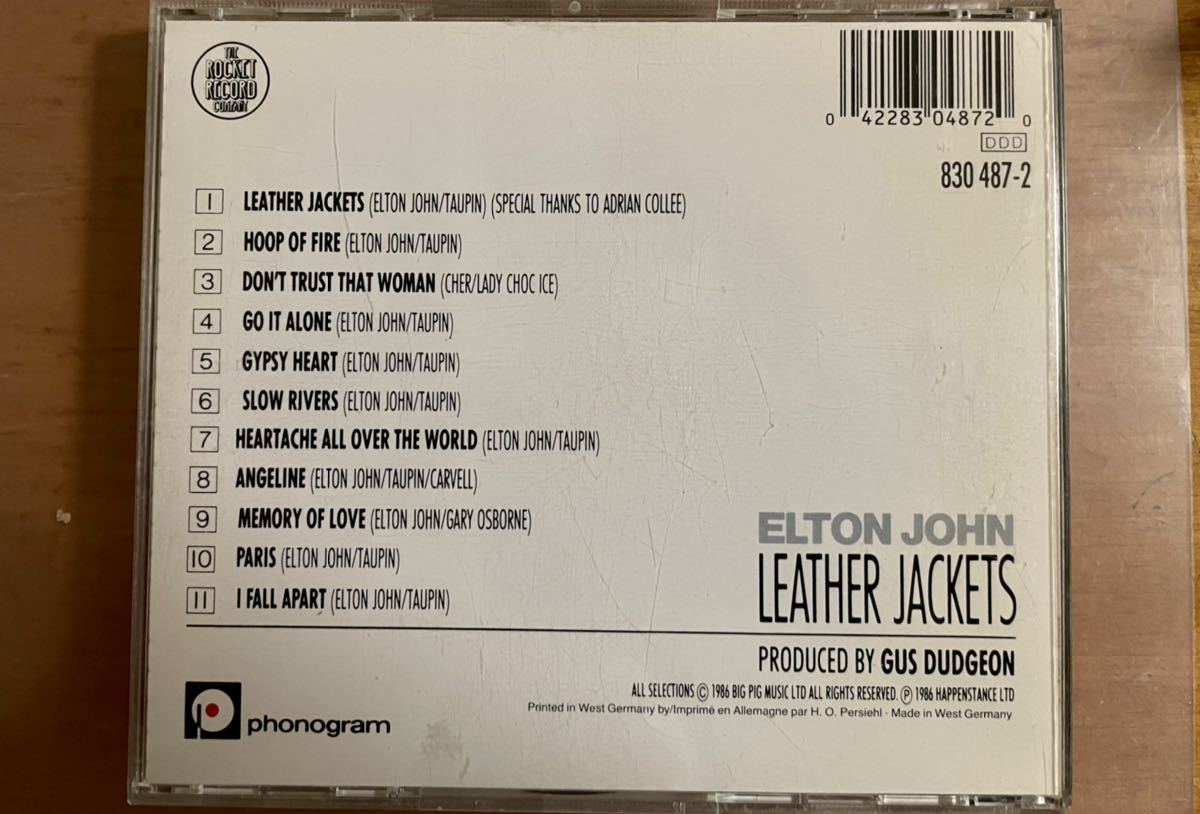 THE
ROCKET
RECORD
COMPANY
0 42283 04872 0
DDD
830 487-2
1 LEATHER JACKETS (ELTON JOHN/TAUPIN) (SPECIAL THANKS TO ADRIAN COLLEE)
2 HOOP OF FIRE (ELTON JOHN/TAUPIN)
3 DON'T TRUST THAT WOMAN (CHER/LADY CHOC ICE)
4 GO IT ALONE (ELTON JOHN/TAUPIN)
5 GYPSY HEART (ELTON JOHN/TAUPIN)
6 SLOW RIVERS (ELTON JOHN/TAUPIN)
7 HEARTACHE ALL OVER THE WORLD (ELTON JOHN/TAUPIN)
8 ANGELINE (ELTON JOHN/TAUPIN/CARVELL)
9 MEMORY OF LOVE (ELTON JOHN/GARY OSBORNE)
10 PARIS (ELTON JOHN/TAUPIN)
11 I FALL APART (ELTON JOHN/TAUPIN)
ELTON JOHN
LEATHER JACKETS
PRODUCED BY GUS DUDGEON
ALL SELECTIONS © 1986 BIG PIG MUSIC LTD ALL RIGHTS RESERVED. ℗ 1986 HAPPENSTANCE LTD
Printed in West Germany by/Imprimé en Allemagne par H. O. Persiehl · Made in West Germany
phonogram